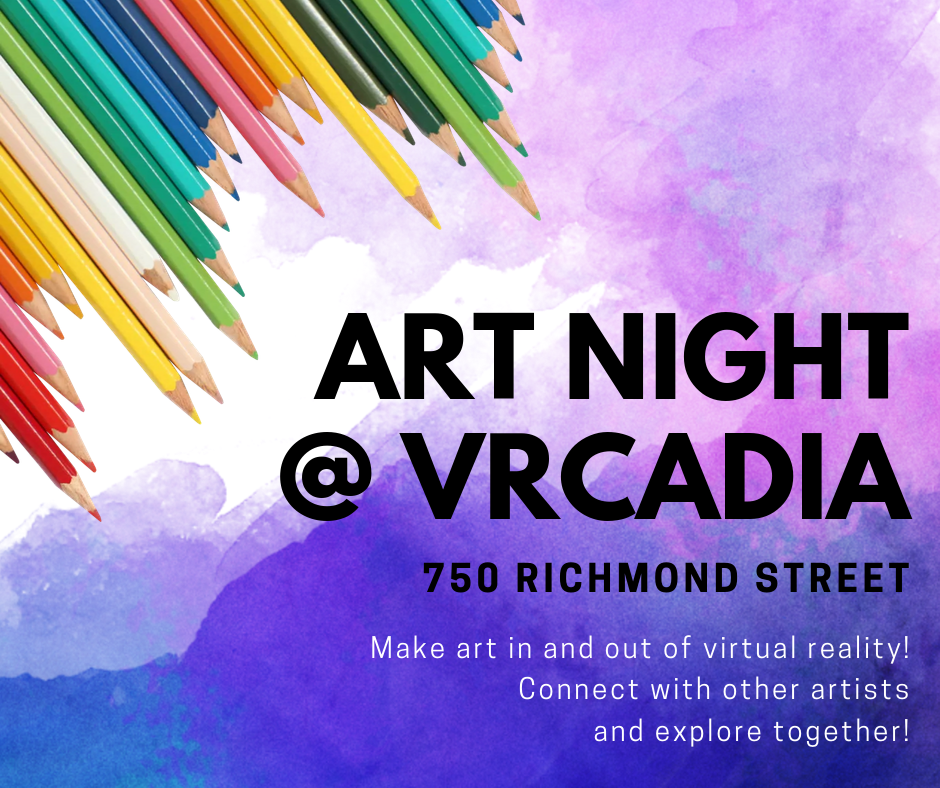 ART NIGHT
@ VRCADIA
750 RICHMOND STREET
Make art in and out of virtual reality!
Connect with other artists
and explore together!